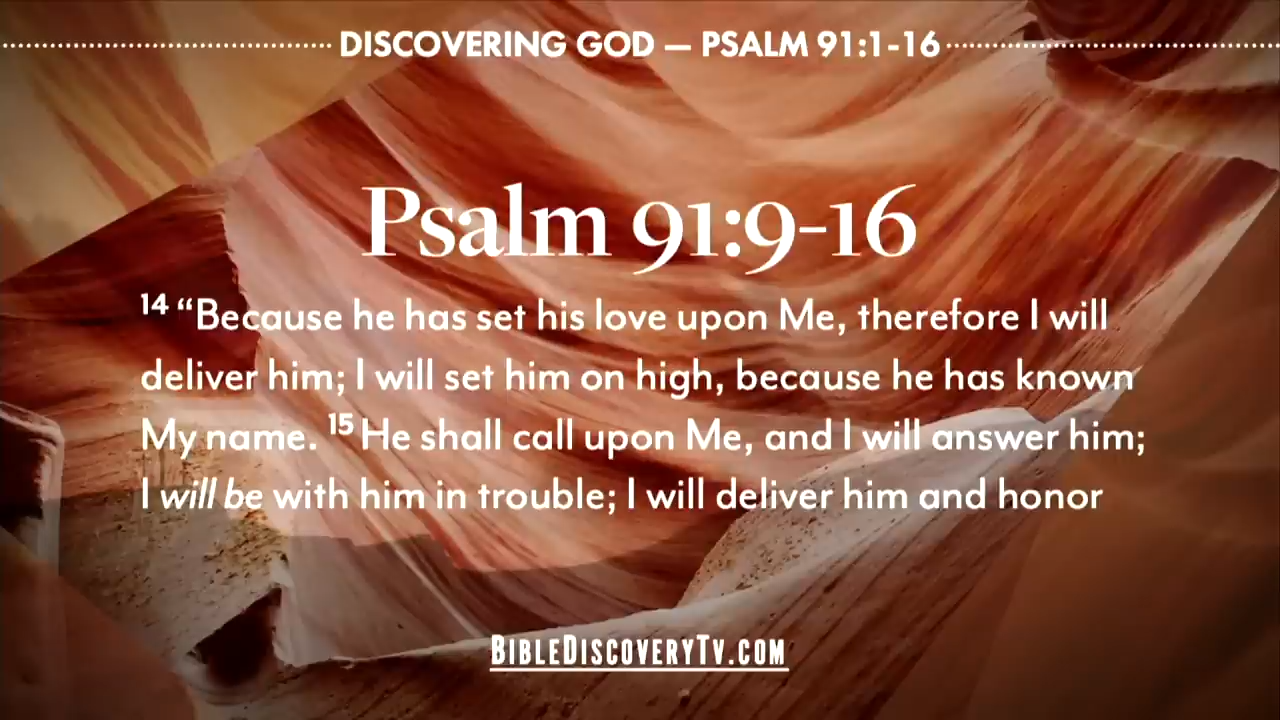 DISCOVERING GOD — PSALM 91:1-16
Psalm 91:9-16
14 “Because he has set his love upon Me, therefore I will
deliver him; I will set him on high, because he has known
My name. 15 He shall call upon Me, and I will answer him;
I will be with him in trouble; I will deliver him and honor
BIBLEDISCOVERYTV.COM